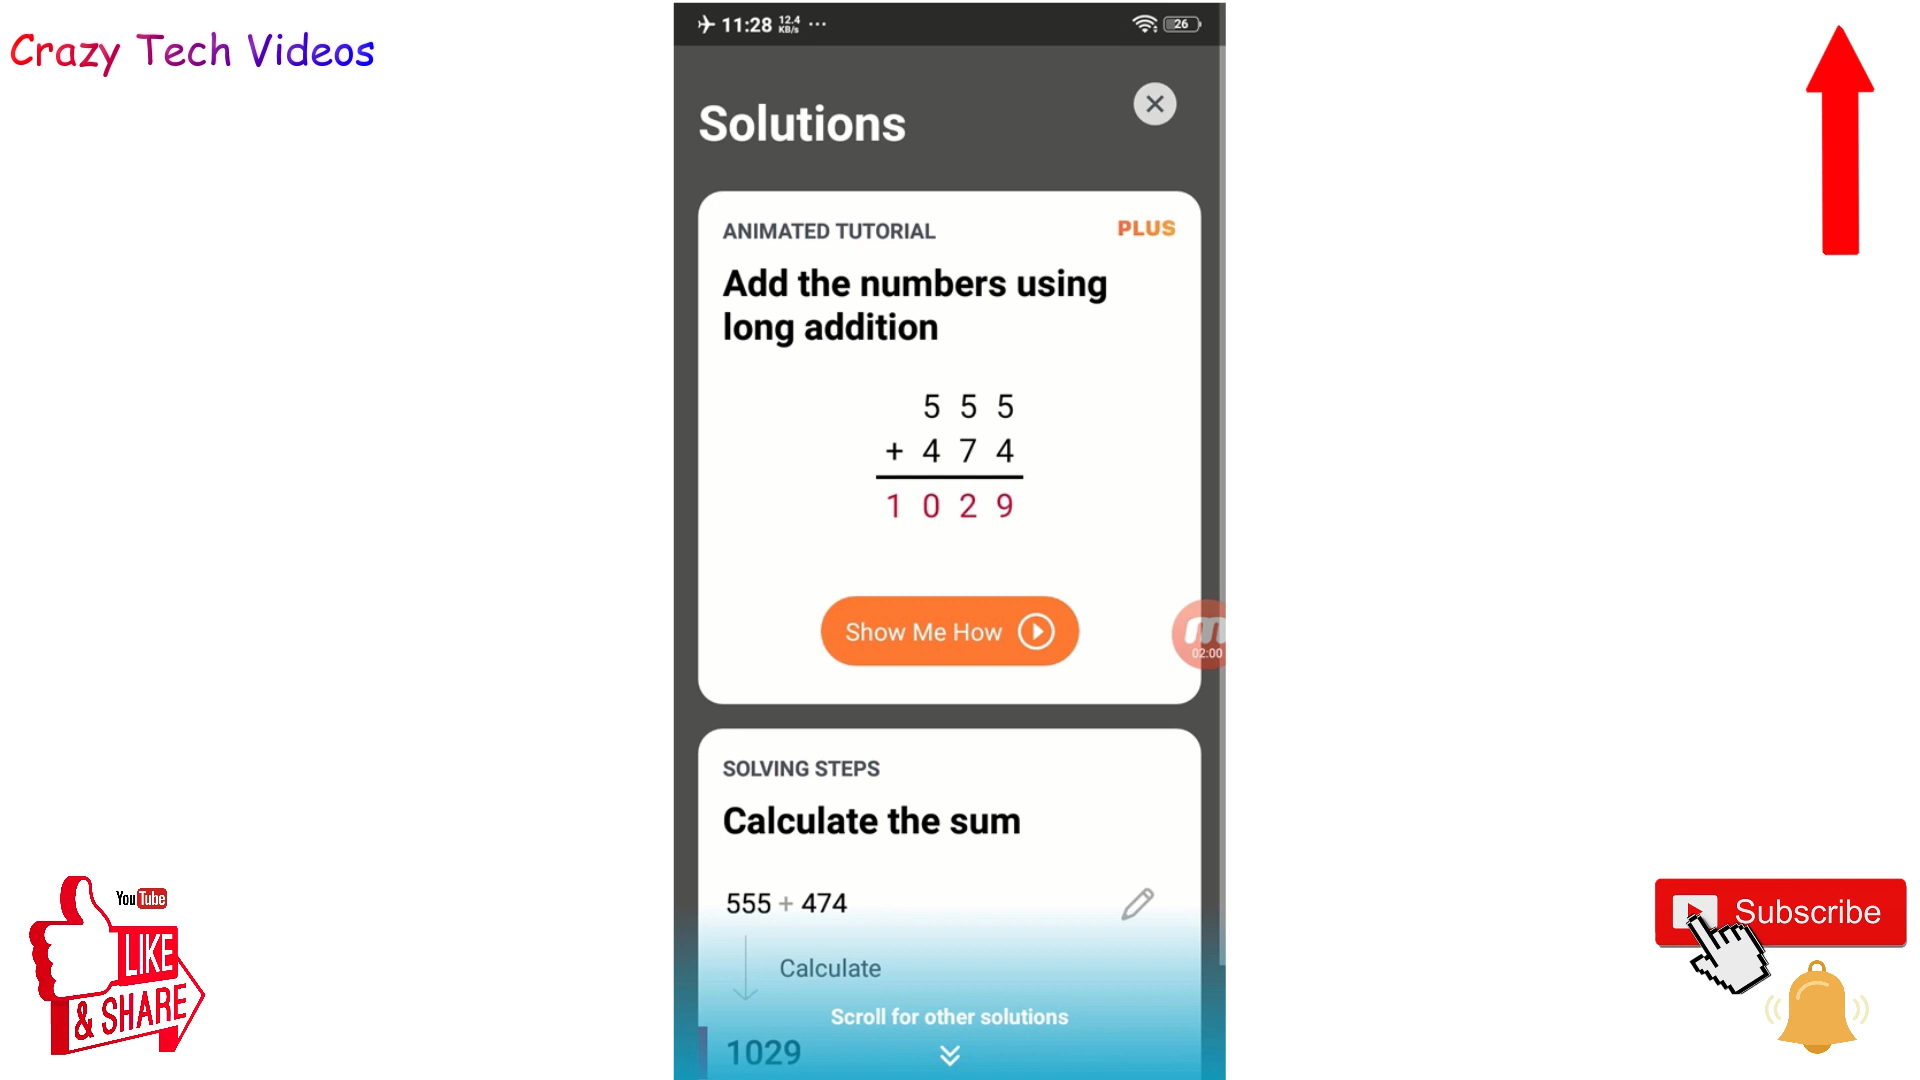 Crazy Tech Videos
11:28 12.4 KB/s ...
26
Solutions
ANIMATED TUTORIAL
PLUS
Add the numbers using
long addition
5 5 5
+ 4 7 4
1 0 2 9
Show Me How
02:00
SOLVING STEPS
Calculate the sum
555 + 474
Calculate
Scroll for other solutions
1029
YouTube
LIKE
& SHARE
Subscribe